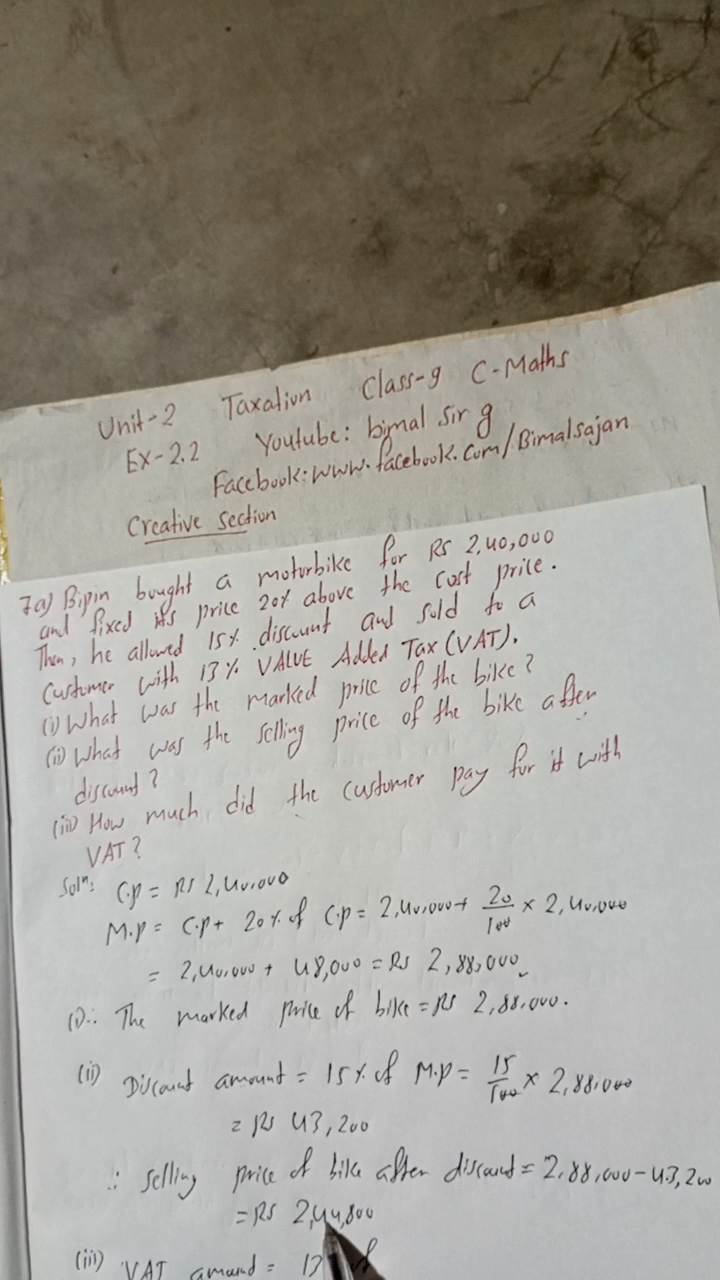 Unit-2 Taxation Class-9 C-Maths
Ex-2.2 Youtube: bimal sir g
Facebook: www.facebook.com/Bimalsajan
Creative section
7a) Bipin bought a motorbike for RS 2,40,000
and fixed its price 20% above the cost price.
Then, he allowed 15% discount and sold to a
customer with 13% VALUE Added Tax (VAT).
(i) What was the marked price of the bike?
(ii) What was the selling price of the bike after
discount?
(iii) How much did the customer pay for it with
VAT?
Solⁿ: C.p = RS 2,40,000
M.p = C.p + 20% of C.p = 2,40,000 + 20/100 × 2,40,000
= 2,40,000 + 48,000 = Rs 2,88,000
(i) ∴ The marked price of bike = RS 2,88,000.
(ii) Discount amount = 15% of M.p = 15/100 × 2,88,000
= RS 43,200
∴ Selling price of bike after discount = 2,88,000 - 43,200
= RS 2,44,800
(iii) VAT amount = 13 of